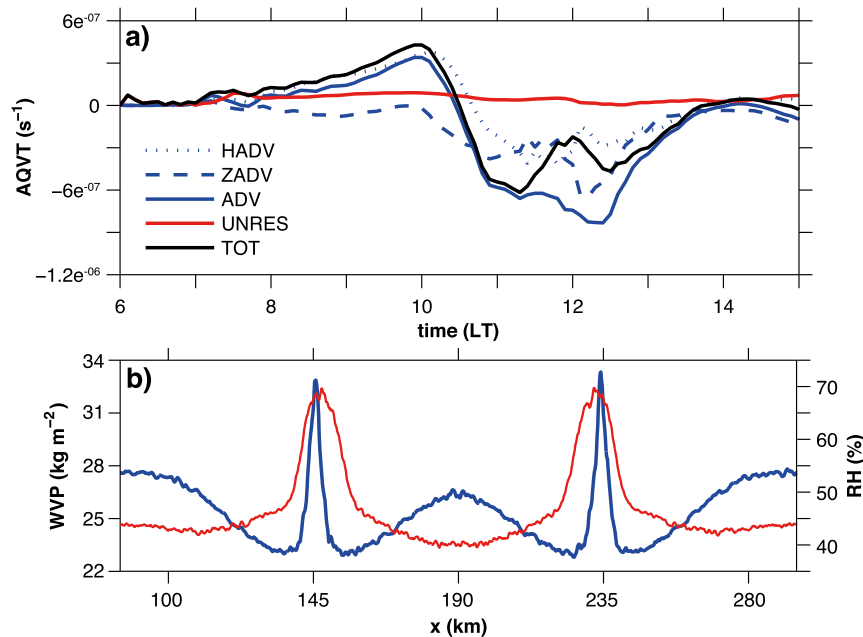 a)
6e⁻⁰⁷
0
−6e⁻⁰⁷
−1.2e⁻⁰⁶
AQVT (s⁻¹)
HADV
ZADV
ADV
UNRES
TOT
6 8 10 12 14
time (LT)
b)
34
31
28
25
22
WVP (kg m⁻²)
70
60
50
40
RH (%)
100 145 190 235 280
x (km)